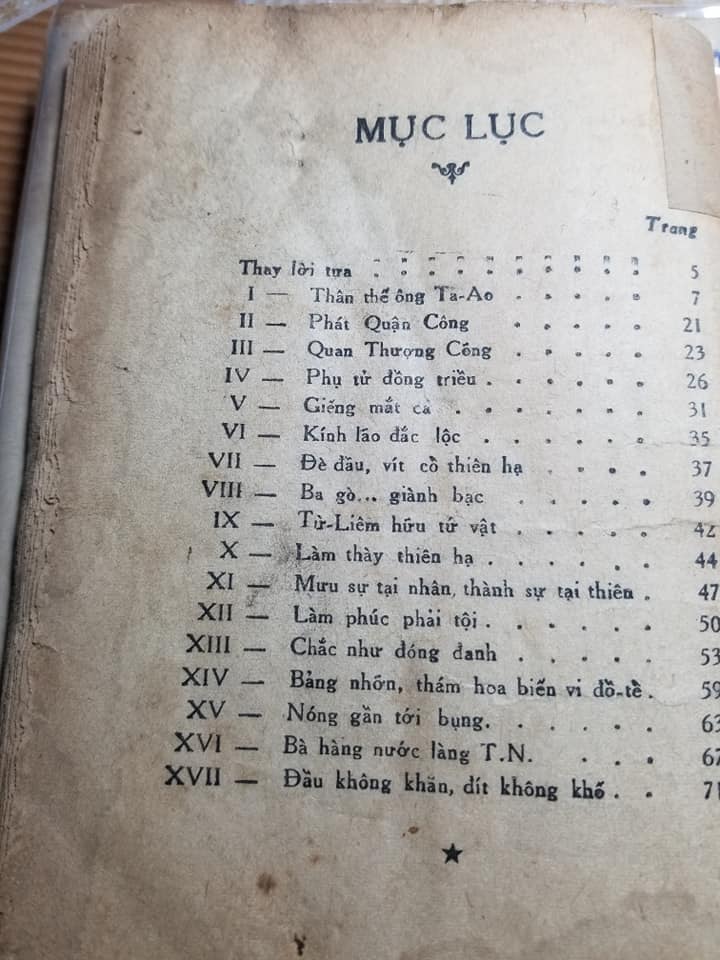 MỤC LỤC
Trang
Thay lời tựa 5
I — Thân thế ông Ta-Ao . . . . . 7
II — Phát Quận Công . . . . . 21
III — Quan Thượng Công . . . . . 23
IV — Phụ tử đồng triều . . . . . . 26
V — Giếng mắt cá . . . . . . . 31
VI — Kính lão đắc lộc . . . . . . 35
VII — Đè đầu, vít cổ thiên hạ . . . . 37
VIII — Ba gò... giành bạc . . . . . 39
IX — Từ-Liêm hữu tứ vật . . . . . 42
X — Làm thày thiên hạ . . . . . . 44
XI — Mưu sự tại nhân, thành sự tại thiên . 47
XII — Làm phúc phải tội . . . . . . 50
XIII — Chắc như đóng đanh . . . . . 53
XIV — Bảng nhỡn, thám hoa biến vi đồ-tề . 59
XV — Nóng gần tới bụng. . . . . . 63
XVI — Bà hàng nước làng T.N. . . . 67
XVII — Đầu không khăn, đít không khố . . 71